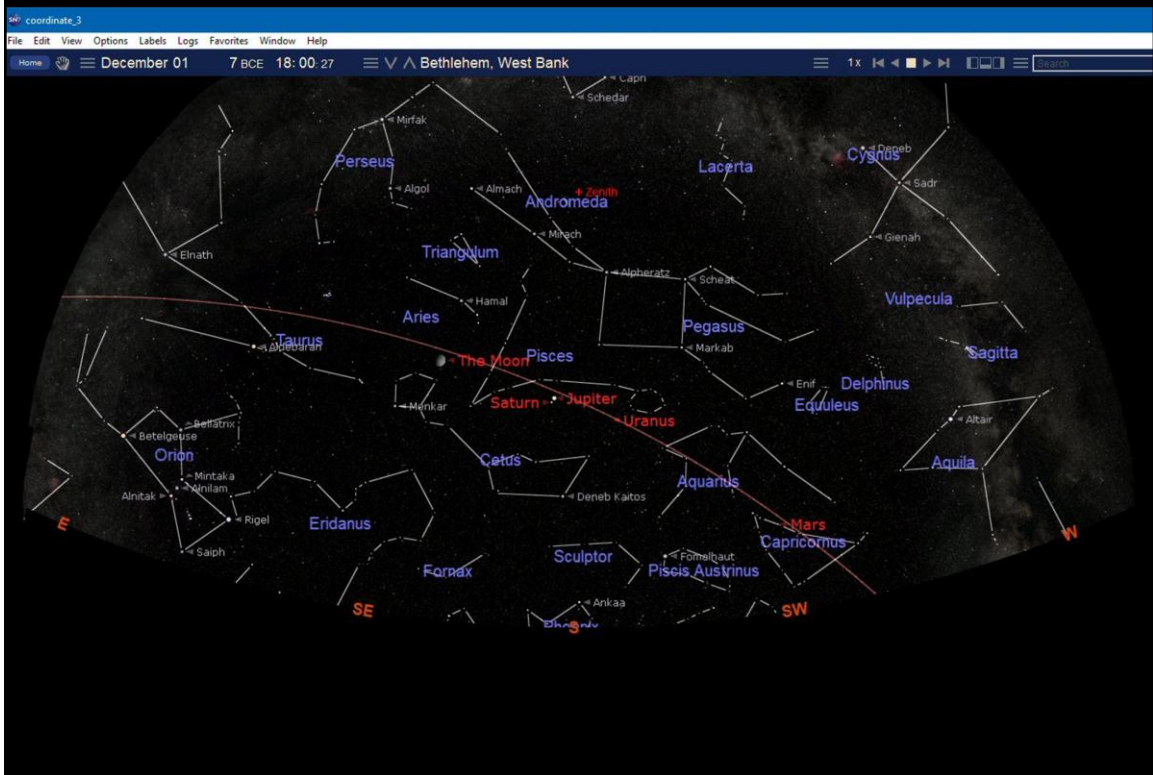 SN7 coordinate_3
File Edit View Options Labels Logs Favorites Window Help
Home December 01 7 BCE 18:00:27 Bethlehem, West Bank 1x Search
Caph
Schedar
Mirfak
Perseus
Lacerta
Deneb
Cygnus
Sadr
Algol
Almach
Zenith
Andromeda
Mirach
Gienah
Elnath
Triangulum
Alpheratz
Scheat
Hamal
Vulpecula
Aries
Pegasus
Taurus
Aldebaran
Pisces
Markab
Sagitta
The Moon
Enif
Delphinus
Menkar
Saturn
Jupiter
Equuleus
Uranus
Altair
Bellatrix
Betelgeuse
Orion
Cetus
Aquila
Mintaka
Alnilam
Alnitak
Aquarius
Deneb Kaitos
E
Rigel
Eridanus
Mars
W
Saiph
Capricornus
Sculptor
Fomalhaut
Fornax
Piscis Austrinus
SE
Ankaa
SW
Phoenix
S